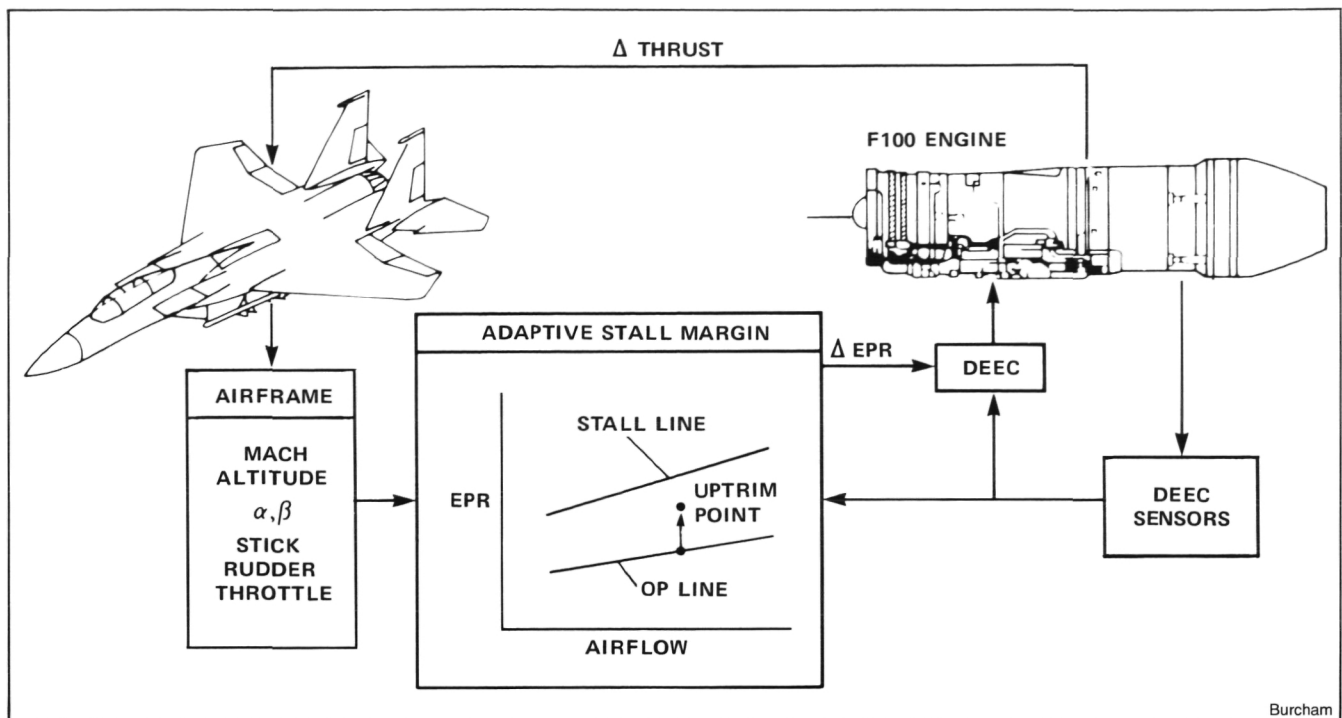 Δ THRUST
F100 ENGINE
AIRFRAME
MACH
ALTITUDE
α,β
STICK
RUDDER
THROTTLE
ADAPTIVE STALL MARGIN
EPR
STALL LINE
UPTRIM
POINT
OP LINE
AIRFLOW
Δ EPR
DEEC
DEEC
SENSORS
Burcham